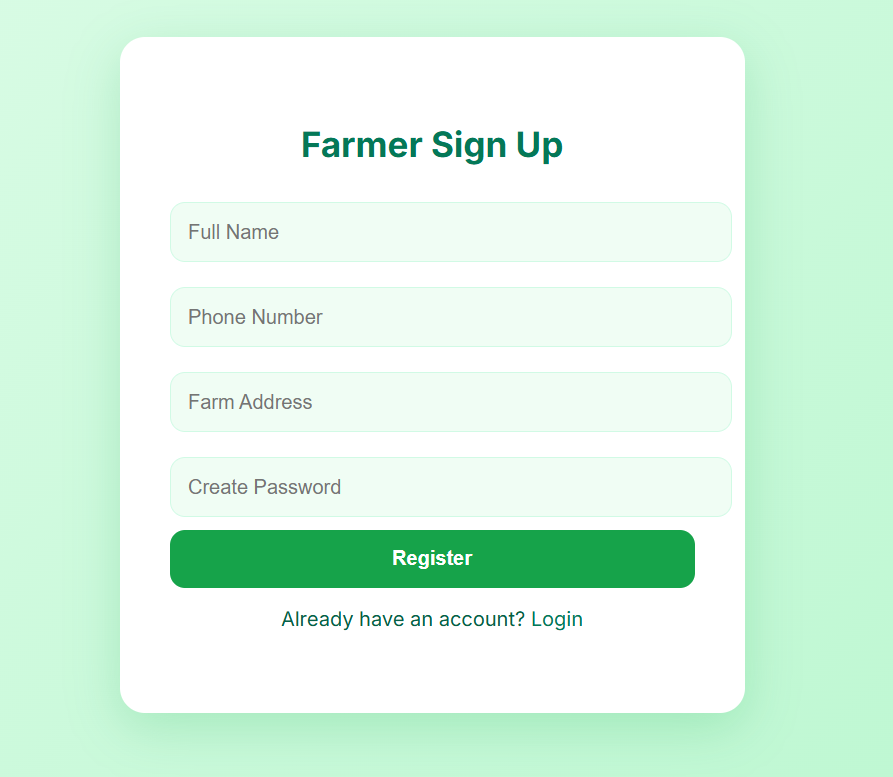 Farmer Sign Up
Full Name
Phone Number
Farm Address
Create Password
Register
Already have an account? Login